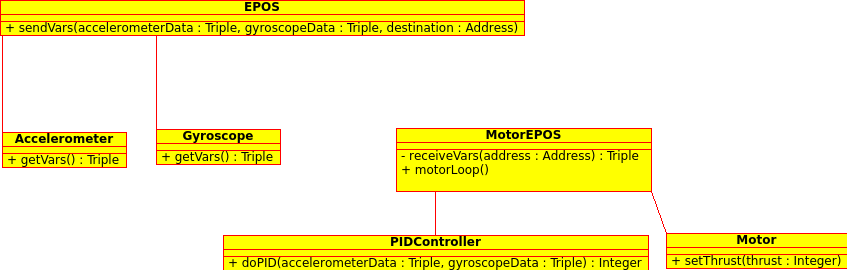 EPOS
+ sendVars(accelerometerData : Triple, gyroscopeData : Triple, destination : Address)
Accelerometer
+ getVars() : Triple
Gyroscope
+ getVars() : Triple
MotorEPOS
- receiveVars(address : Address) : Triple
+ motorLoop()
PIDController
+ doPID(accelerometerData : Triple, gyroscopeData : Triple) : Integer
Motor
+ setThrust(thrust : Integer)